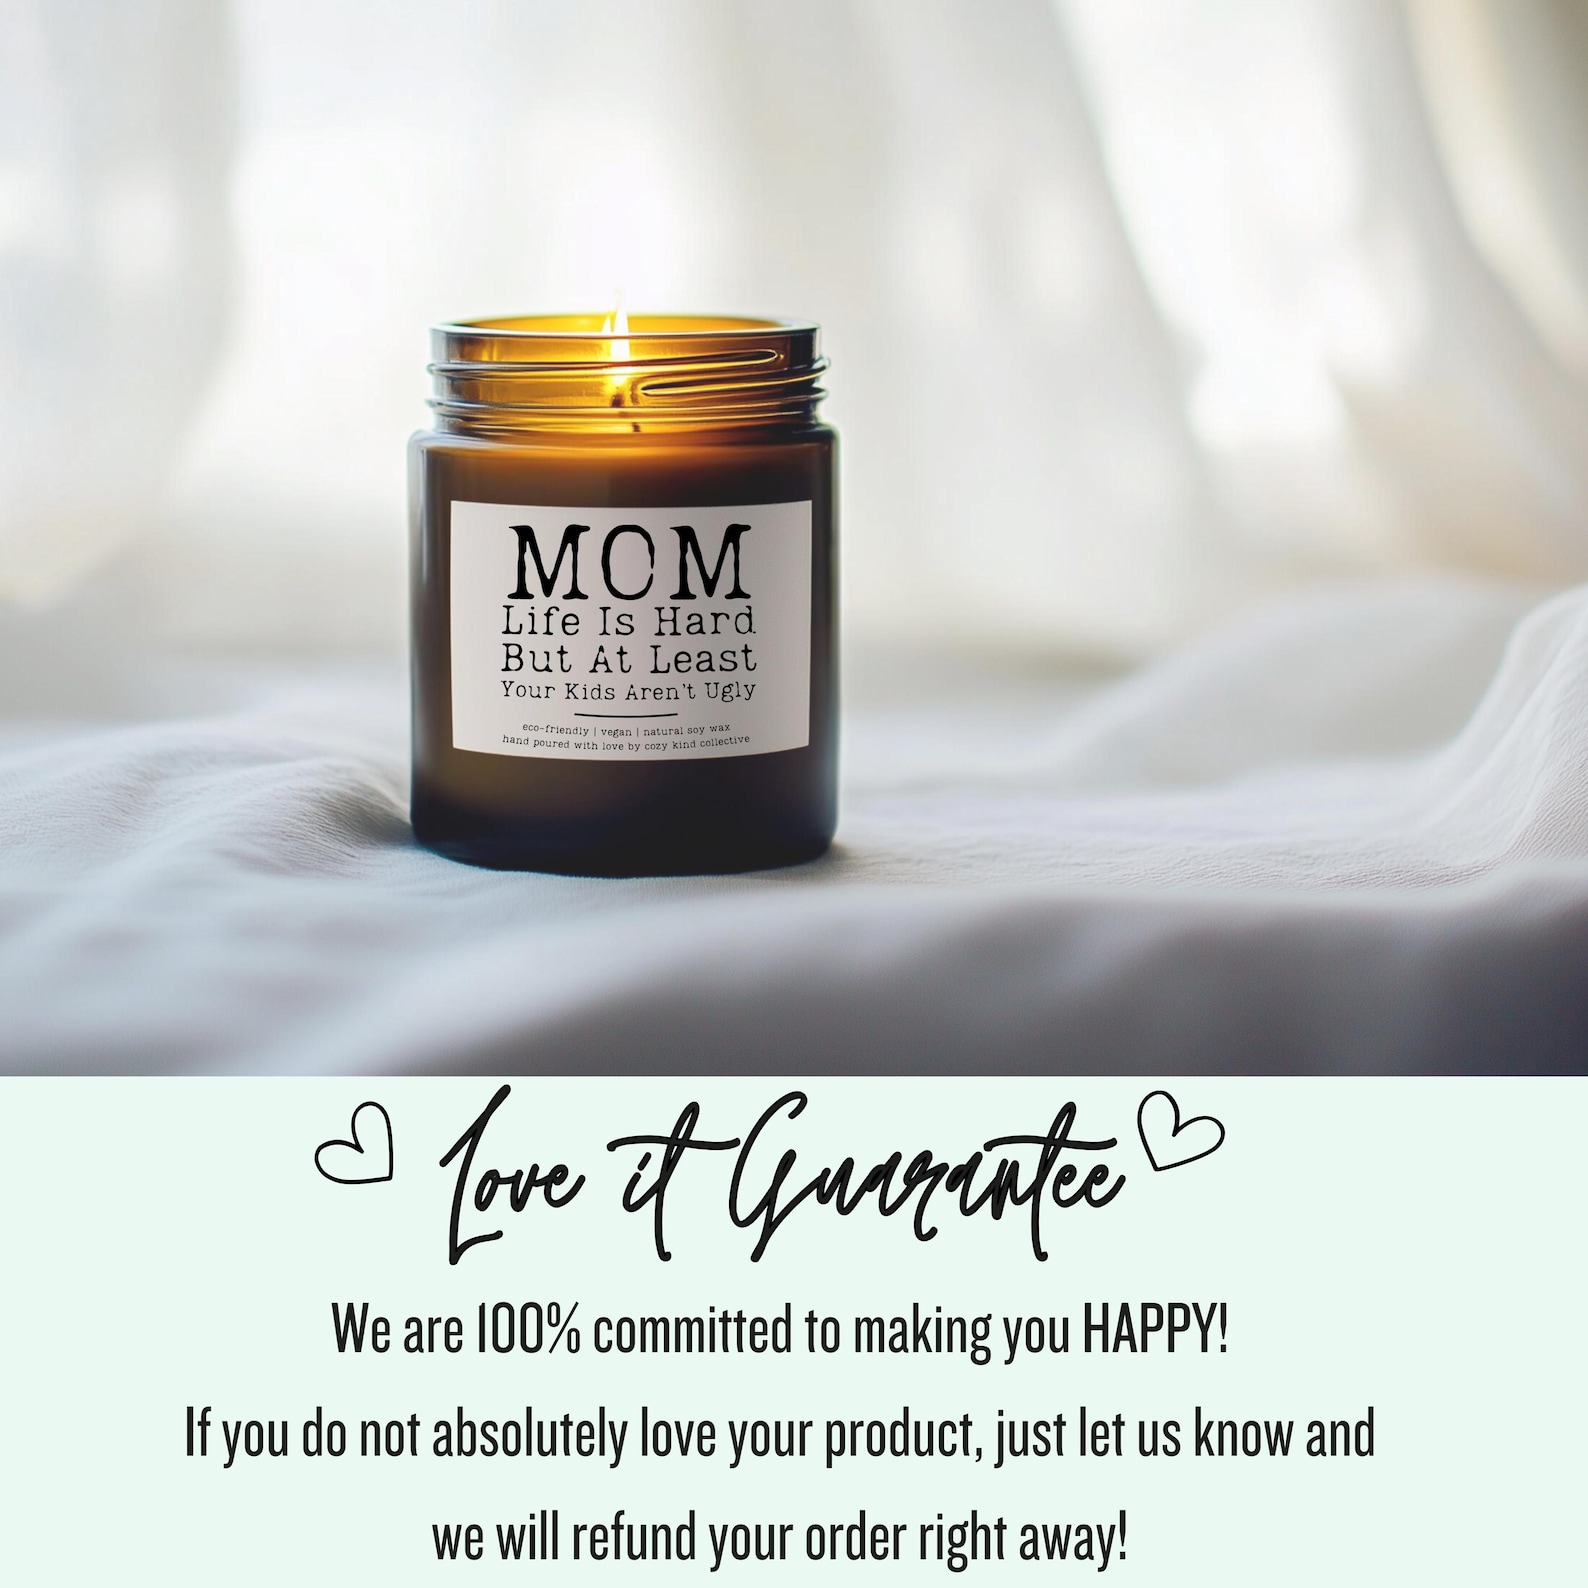 MOM
Life Is Hard
But At Least
Your Kids Aren't Ugly
eco-friendly | vegan | natural soy wax
hand poured with love by cozy kind collective
Love it Guarantee
We are 100% committed to making you HAPPY!
If you do not absolutely love your product, just let us know and
we will refund your order right away!